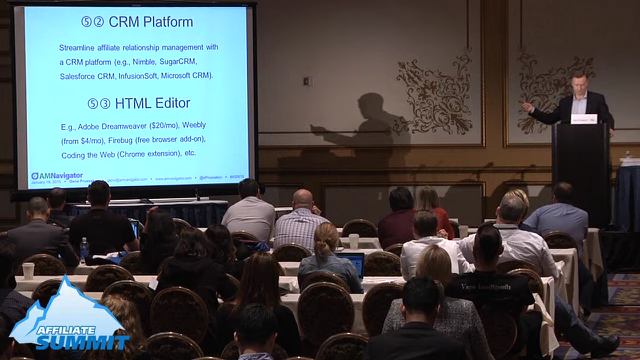 ⑤② CRM Platform
Streamline affiliate relationship management with
a CRM platform (e.g., Nimble, SugarCRM,
Salesforce CRM, InfusionSoft, Microsoft CRM).
⑤③ HTML Editor
E.g., Adobe Dreamweaver ($20/mo), Weebly
(from $4/mo), Firebug (free browser add-on),
Coding the Web (Chrome extension), etc.
AMNavigator
AFFILIATE
SUMMIT